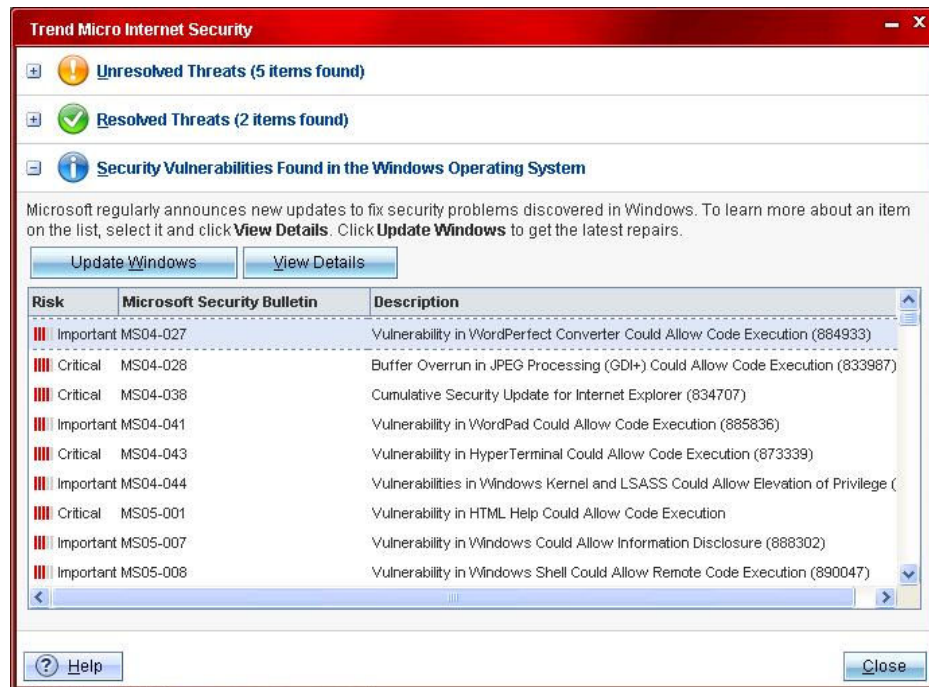 Trend Micro Internet Security
Unresolved Threats (5 items found)
Resolved Threats (2 items found)
Security Vulnerabilities Found in the Windows Operating System
Microsoft regularly announces new updates to fix security problems discovered in Windows. To learn more about an item
on the list, select it and click View Details. Click Update Windows to get the latest repairs.
Update Windows View Details
Risk Microsoft Security Bulletin Description
Important MS04-027 Vulnerability in WordPerfect Converter Could Allow Code Execution (884933)
Critical MS04-028 Buffer Overrun in JPEG Processing (GDI+) Could Allow Code Execution (833987)
Critical MS04-038 Cumulative Security Update for Internet Explorer (834707)
Important MS04-041 Vulnerability in WordPad Could Allow Code Execution (885836)
Critical MS04-043 Vulnerability in HyperTerminal Could Allow Code Execution (873339)
Important MS04-044 Vulnerabilities in Windows Kernel and LSASS Could Allow Elevation of Privilege (
Critical MS05-001 Vulnerability in HTML Help Could Allow Code Execution
Important MS05-007 Vulnerability in Windows Could Allow Information Disclosure (888302)
Important MS05-008 Vulnerability in Windows Shell Could Allow Remote Code Execution (890047)
Help Close